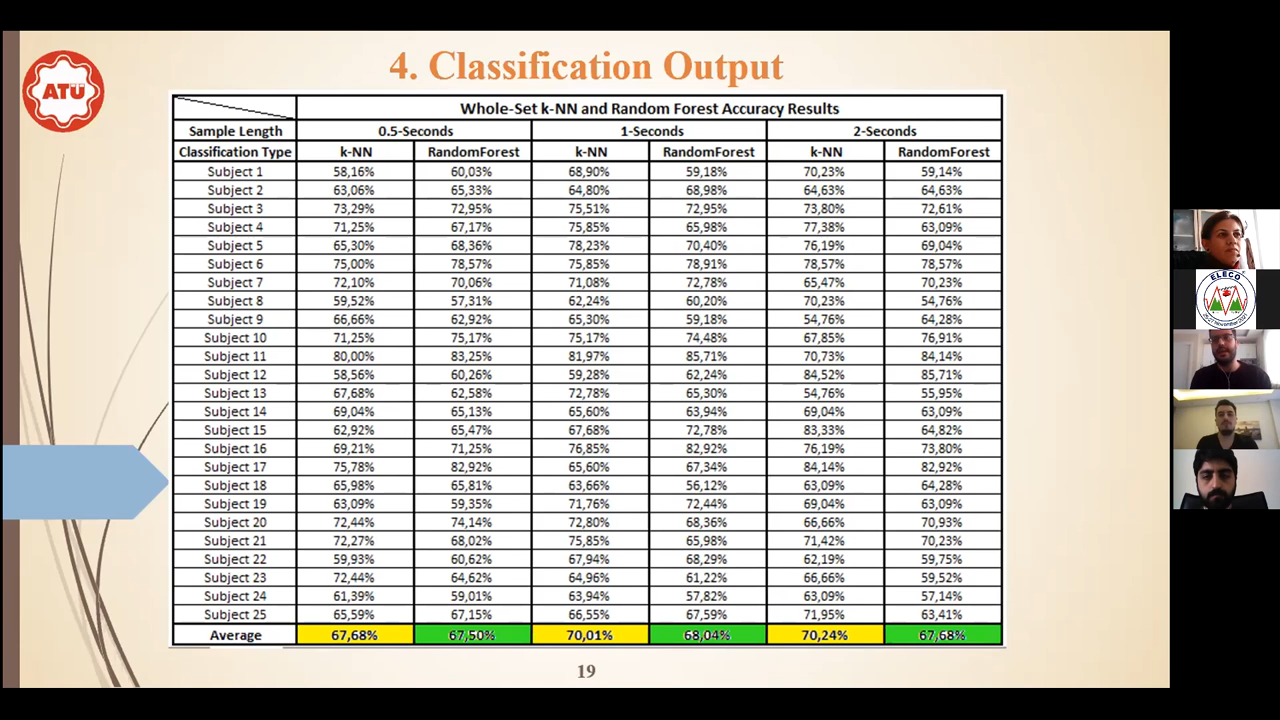 4. Classification Output
ATÜ
Whole-Set k-NN and Random Forest Accuracy Results
Sample Length 0.5-Seconds 1-Seconds 2-Seconds
Classification Type k-NN RandomForest k-NN RandomForest k-NN RandomForest
Subject 1 58,16% 60,03% 68,90% 59,18% 70,23% 59,14%
Subject 2 63,06% 65,33% 64,80% 68,98% 64,63% 64,63%
Subject 3 73,29% 72,95% 75,51% 72,95% 73,80% 72,61%
Subject 4 71,25% 67,17% 75,85% 65,98% 77,38% 63,09%
Subject 5 65,30% 68,36% 78,23% 70,40% 76,19% 69,04%
Subject 6 75,00% 78,57% 75,85% 78,91% 78,57% 78,57%
Subject 7 72,10% 70,06% 71,08% 72,78% 65,47% 70,23%
Subject 8 59,52% 57,31% 62,24% 60,20% 70,23% 54,76%
Subject 9 66,66% 62,92% 65,30% 59,18% 54,76% 64,28%
Subject 10 71,25% 75,17% 75,17% 74,48% 67,85% 76,91%
Subject 11 80,00% 83,25% 81,97% 85,71% 70,73% 84,14%
Subject 12 58,56% 60,26% 59,28% 62,24% 84,52% 85,71%
Subject 13 67,68% 62,58% 72,78% 65,30% 54,76% 55,95%
Subject 14 69,04% 65,13% 65,60% 63,94% 69,04% 63,09%
Subject 15 62,92% 65,47% 67,68% 72,78% 83,33% 64,82%
Subject 16 69,21% 71,25% 76,85% 82,92% 76,19% 73,80%
Subject 17 75,78% 82,92% 65,60% 67,34% 84,14% 82,92%
Subject 18 65,98% 65,81% 63,66% 56,12% 63,09% 64,28%
Subject 19 63,09% 59,35% 71,76% 72,44% 69,04% 63,09%
Subject 20 72,44% 74,14% 72,80% 68,36% 66,66% 70,93%
Subject 21 72,27% 68,02% 75,85% 65,98% 71,42% 70,23%
Subject 22 59,93% 60,62% 67,94% 68,29% 62,19% 59,75%
Subject 23 72,44% 64,62% 64,96% 61,22% 66,66% 59,52%
Subject 24 61,39% 59,01% 63,94% 57,82% 63,09% 57,14%
Subject 25 65,59% 67,15% 66,55% 67,59% 71,95% 63,41%
Average 67,68% 67,50% 70,01% 68,04% 70,24% 67,68%
19
ELECO